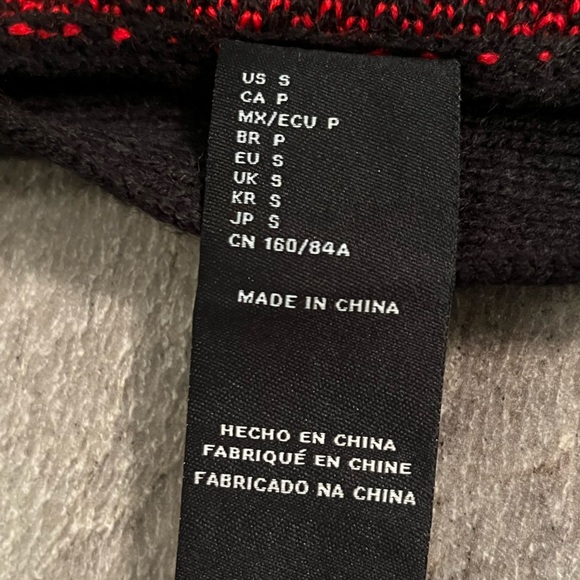 US S
CA P
MX/ECU P
BR P
EU S
UK S
KR S
JP S
CN 160/84A
MADE IN CHINA
HECHO EN CHINA
FABRIQUÉ EN CHINE
FABRICADO NA CHINA